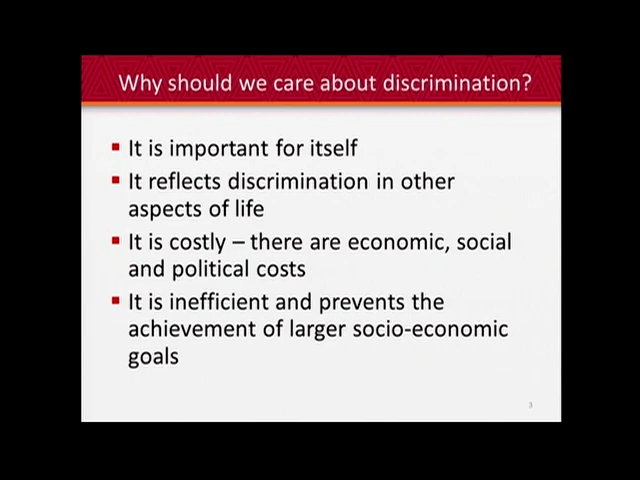 Why should we care about discrimination?
It is important for itself
It reflects discrimination in other
aspects of life
It is costly – there are economic, social
and political costs
It is inefficient and prevents the
achievement of larger socio-economic
goals
3